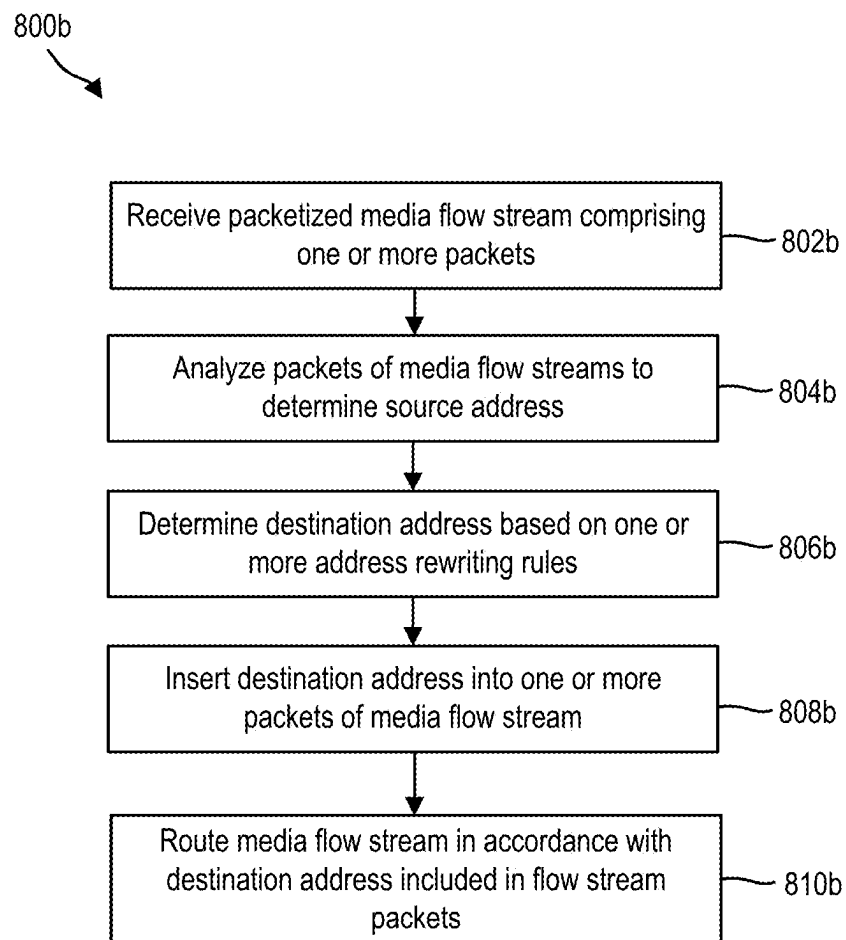 800b
Receive packetized media flow stream comprising
one or more packets
802b
Analyze packets of media flow streams to
determine source address
804b
Determine destination address based on one or
more address rewriting rules
806b
Insert destination address into one or more
packets of media flow stream
808b
Route media flow stream in accordance with
destination address included in flow stream
packets
810b